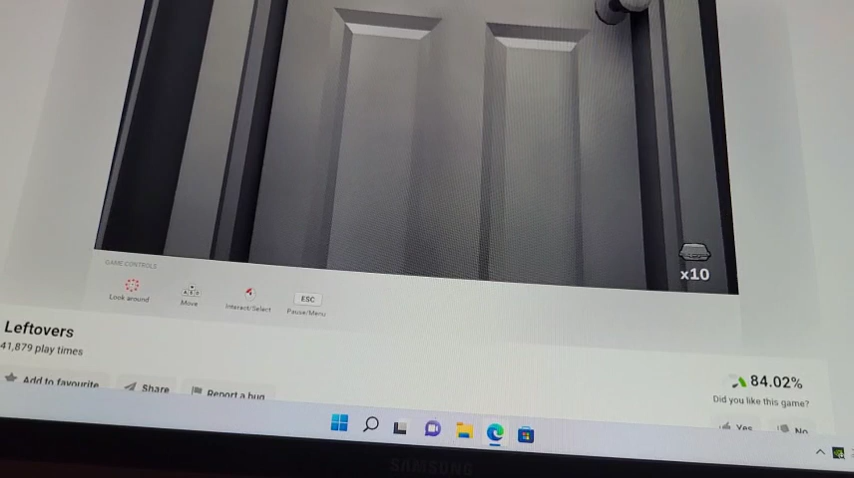 x10
GAME CONTROLS
Look around
Move
Interact/Select
ESC
Pause/Menu
Leftovers
41,879 play times
Add to favourite
Share
Report a bug
84.02%
Did you like this game?
Yes
No
SAMSUNG